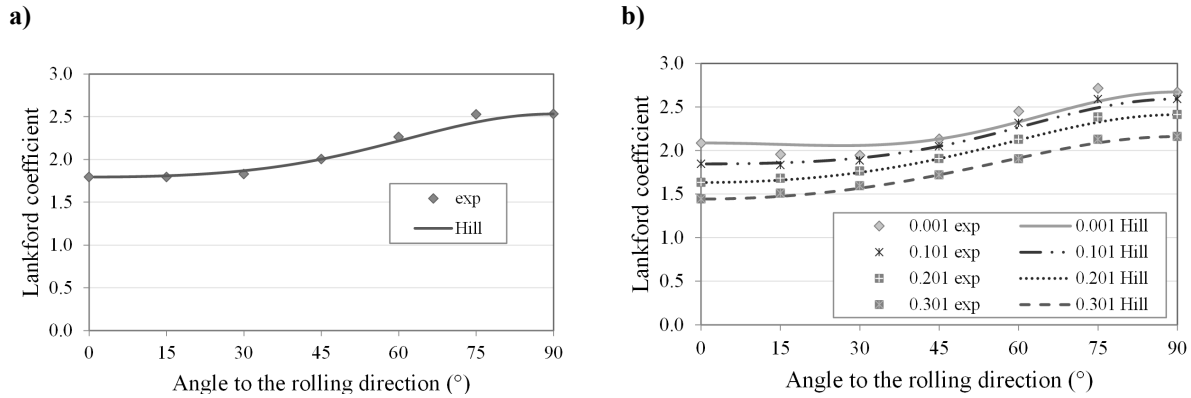 a)
3.0
2.5
2.0
1.5
1.0
0.5
0.0
Lankford coefficient
exp
Hill
0 15 30 45 60 75 90
Angle to the rolling direction (°)
b)
3.0
2.5
2.0
1.5
1.0
0.5
0.0
Lankford coefficient
0.001 exp 0.001 Hill
0.101 exp 0.101 Hill
0.201 exp 0.201 Hill
0.301 exp 0.301 Hill
0 15 30 45 60 75 90
Angle to the rolling direction (°)